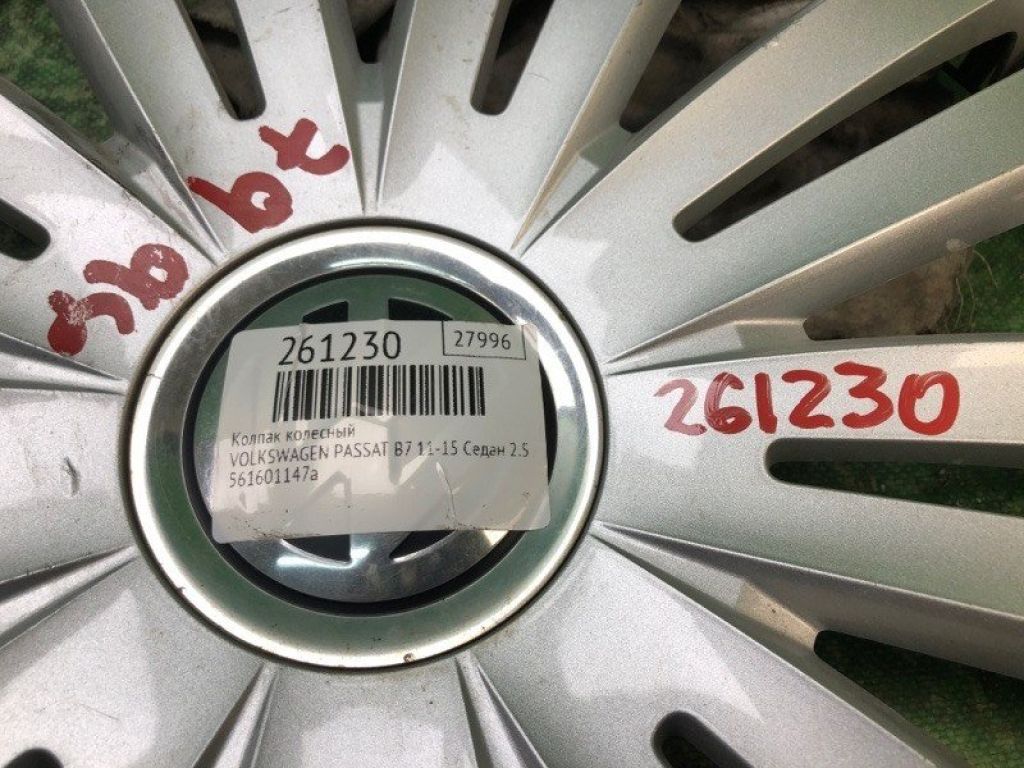 261230
27996
Колпак колесный
VOLKSWAGEN PASSAT B7 11-15 Седан 2.5
561601147a
261230